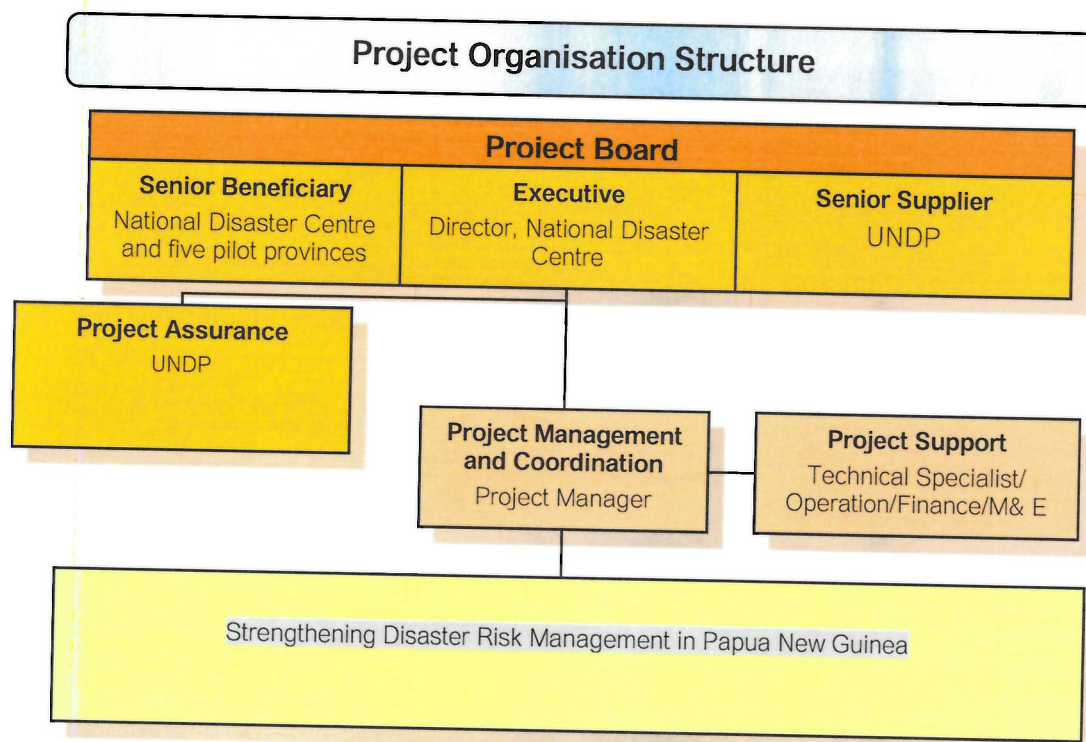 Project Organisation Structure
Project Board
Senior Beneficiary
National Disaster Centre
and five pilot provinces
Executive
Director, National Disaster
Centre
Senior Supplier
UNDP
Project Assurance
UNDP
Project Management
and Coordination
Project Manager
Project Support
Technical Specialist/
Operation/Finance/M& E
Strengthening Disaster Risk Management in Papua New Guinea